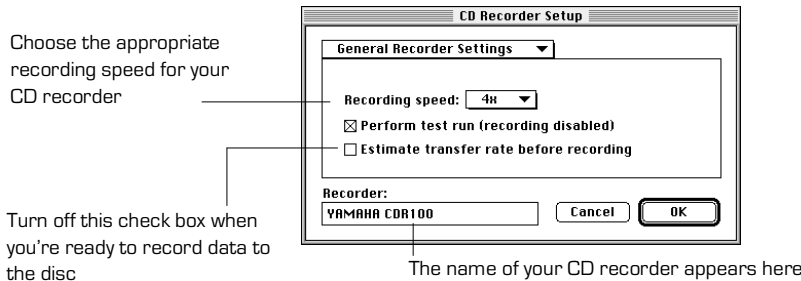 CD Recorder Setup
Choose the appropriate
recording speed for your
CD recorder
General Recorder Settings
Recording speed: 4x
Perform test run (recording disabled)
Estimate transfer rate before recording
Turn off this check box when
you're ready to record data to
the disc
Recorder:
YAMAHA CDR100
Cancel
OK
The name of your CD recorder appears here